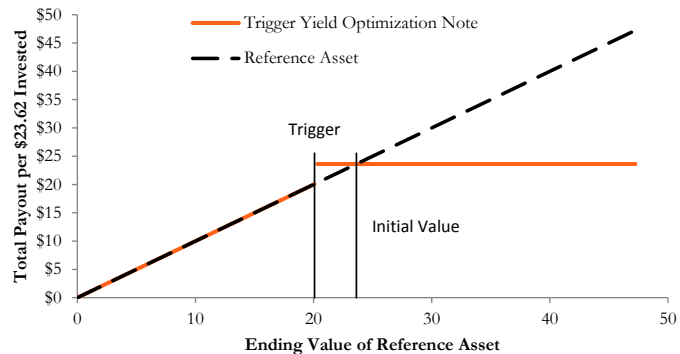 Total Payout per $23.62 Invested
$50
$45
$40
$35
$30
$25
$20
$15
$10
$5
$0
Trigger Yield Optimization Note
Reference Asset
Trigger
Initial Value
0
10
20
30
40
50
Ending Value of Reference Asset